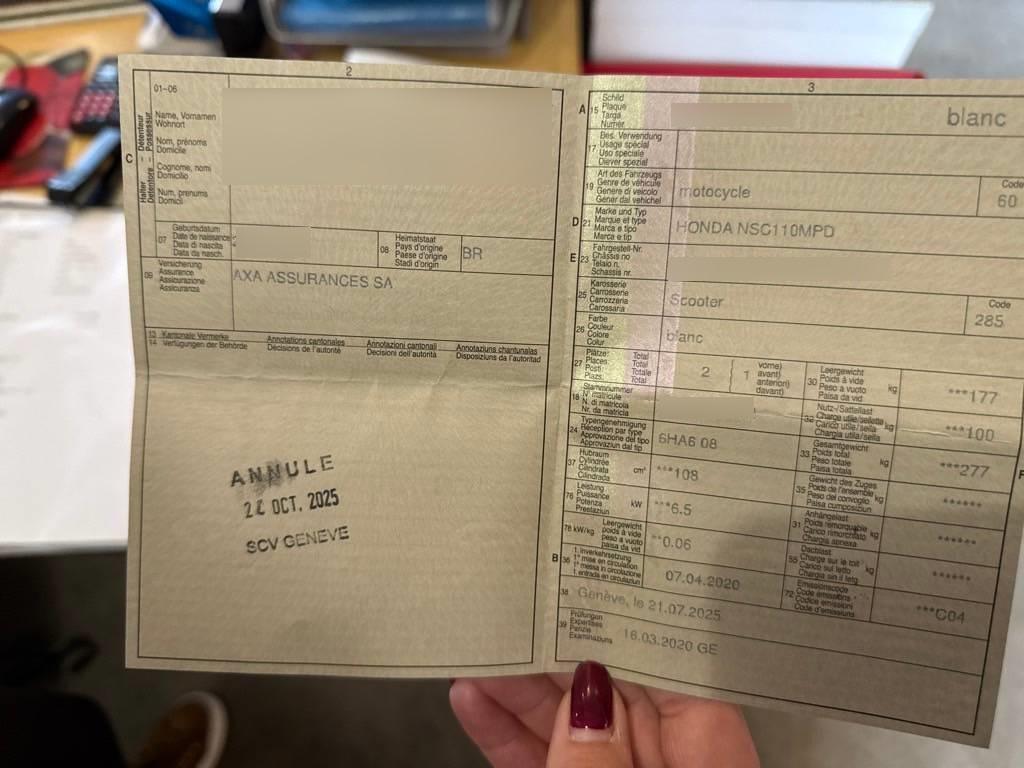 2
C
Halter
Détenteur
Detentore
Possessur
01-06
Name, Vornamen
Wohnort
Nom, prénoms
Domicile
Cognome, nomi
Domicilio
Num, prenums
Domicil
07
Geburtsdatum
Date de naissance
Data di nascita
Data da nasch.
08
Heimatstaat
Pays d'origine
Paese d'origine
Stadi d'origin
BR
09
Versicherung
Assurance
Assicurazione
Assicuranza
AXA ASSURANCES SA
13 Kantonale Vermerke Annotations cantonales Annotazioni cantonali Annotaziuns chantunalas
14 Verfügungen der Behörde Décisions de l'autorité Decisioni dell'autorità Disposiziuns da l'autoritad
ANNULE
OCT. 2025
SCV GENEVE
3
A 15
Schild
Plaque
Targa
Numer
blanc
17
Bes. Verwendung
Usage spécial
Uso speciale
Diever spezial
19
Art des Fahrzeugs
Genre de véhicule
Genere di veicolo
Gener dal vehichel
motocycle
Code
60
D 21
Marke und Typ
Marque et type
Marca e tipo
Marca e tip
HONDA NSC110MPD
E 23
Fahrgestell-Nr.
Châssis no
Telaio n.
Schassis nr.
25
Karosserie
Carrosserie
Carrozzeria
Carossaria
Scooter
Code
285
26
Farbe
Couleur
Colore
Colur
blanc
27
Plätze: Total
Places: Total
Posti: Totale
Plazs: Total
2
1
vorne)
avant)
anteriori)
davant)
30
Leergewicht
Poids à vide
Peso a vuoto
Paisa da vid
kg
***177
18
Stammnummer
N° matricule
N. di matricola
Nr. da matricla
32
Nutz-/Sattellast
Charge utile/sellette
Carico utile/sella
Chargia utila/sella
kg
***100
24
Typengenehmigung
Réception par type
Approvazione del tipo
Approvaziun dal tip
6HA6 08
33
Gesamtgewicht
Poids total
Peso totale
Paisa totala
kg
***277
37
Hubraum
Cylindrée
Cilindrata
Cilindrada
cm³
***108
35
Gewicht des Zuges
Poids de l'ensemble
Peso del convoglio
Paisa cumposiziun
kg
******
76
Leistung
Puissance
Potenza
Prestaziun
kW
***6.5
31
Anhängelast
Poids remorquable
Carico rimorchiato
Chargia annexa
kg
******
78 kW/kg
Leergewicht
poids à vide
peso a vuoto
paisa da vid
**0.06
55
Dachlast
Charge sur le toit
Carico sul tetto
Chargia sin il tetg
kg
******
B 36
1. Inverkehrsetzung
1re mise en circulation
1a messa in circolazione
1. entrada en circulaziun
07.04.2020
72
Emissionscode
Code émissions
Codice emissioni
Code d'emissiuns
***C04
38
Genève, le 21.07.2025
39
Prüfungen
Expertises
Perizie
Examinaziuns
16.03.2020 GE
F